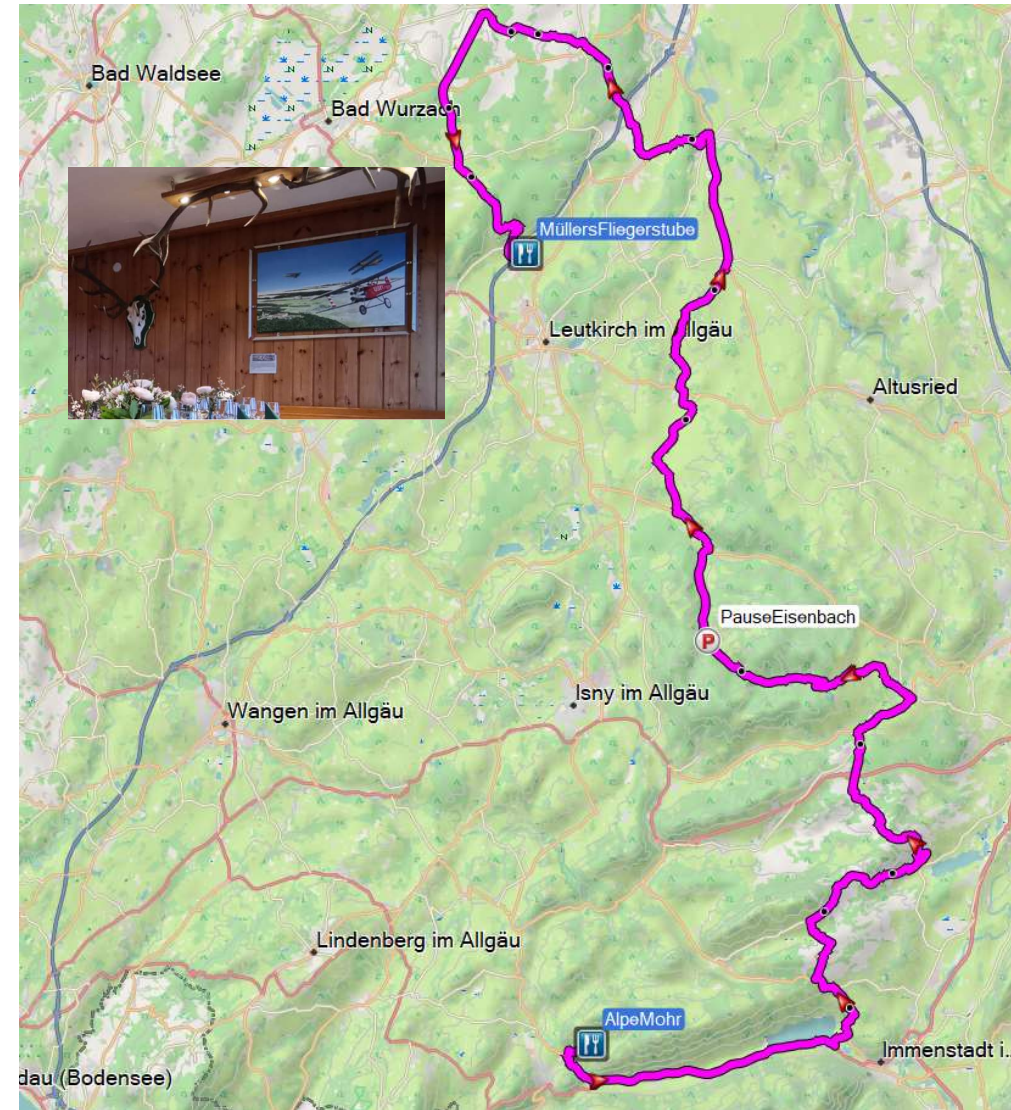 Bad Waldsee
Bad Wurzach
MüllersFliegerstube
Leutkirch im Allgäu
Altusried
PauseEisenbach
P
Isny im Allgäu
Wangen im Allgäu
Lindenberg im Allgäu
AlpeMohr
Immenstadt i...
dau (Bodensee)